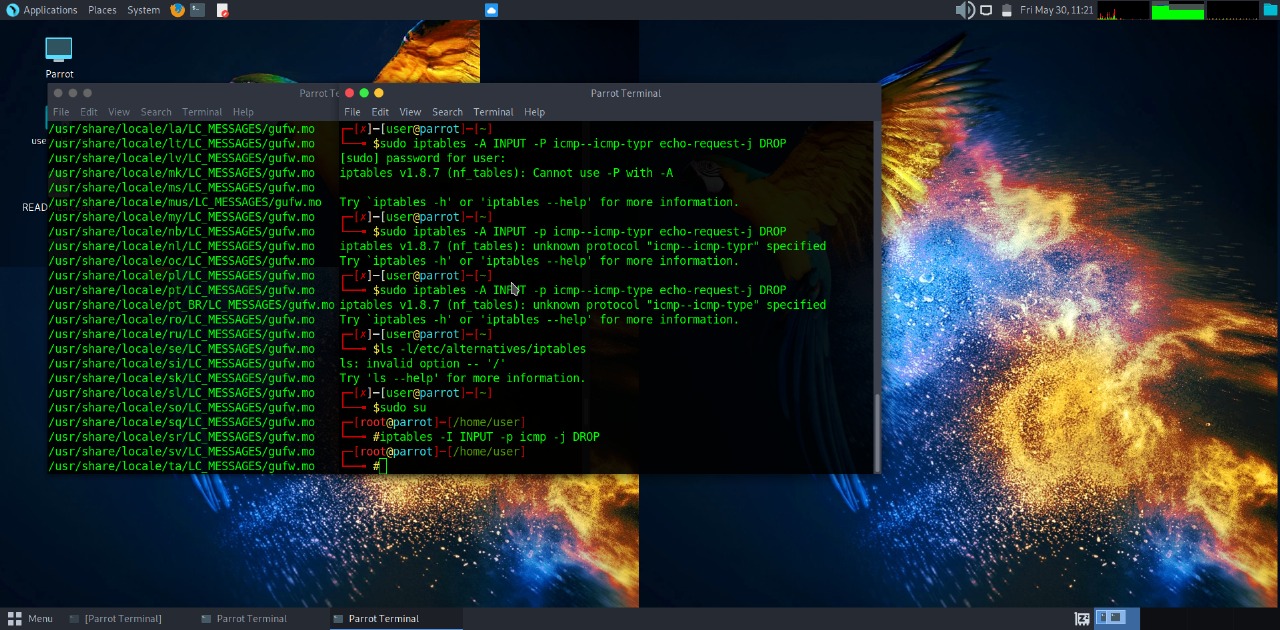 Applications Places System
Fri May 30, 11:21
Parrot
READ
Parrot Te
File Edit View Search Terminal Help
/usr/share/locale/la/LC_MESSAGES/gufw.mo
/usr/share/locale/lt/LC_MESSAGES/gufw.mo
/usr/share/locale/lv/LC_MESSAGES/gufw.mo
/usr/share/locale/mk/LC_MESSAGES/gufw.mo
/usr/share/locale/ms/LC_MESSAGES/gufw.mo
/usr/share/locale/mus/LC_MESSAGES/gufw.mo
/usr/share/locale/my/LC_MESSAGES/gufw.mo
/usr/share/locale/nb/LC_MESSAGES/gufw.mo
/usr/share/locale/nl/LC_MESSAGES/gufw.mo
/usr/share/locale/oc/LC_MESSAGES/gufw.mo
/usr/share/locale/pl/LC_MESSAGES/gufw.mo
/usr/share/locale/pt/LC_MESSAGES/gufw.mo
/usr/share/locale/pt_BR/LC_MESSAGES/gufw.mo
/usr/share/locale/ro/LC_MESSAGES/gufw.mo
/usr/share/locale/ru/LC_MESSAGES/gufw.mo
/usr/share/locale/se/LC_MESSAGES/gufw.mo
/usr/share/locale/si/LC_MESSAGES/gufw.mo
/usr/share/locale/sk/LC_MESSAGES/gufw.mo
/usr/share/locale/sl/LC_MESSAGES/gufw.mo
/usr/share/locale/so/LC_MESSAGES/gufw.mo
/usr/share/locale/sq/LC_MESSAGES/gufw.mo
/usr/share/locale/sr/LC_MESSAGES/gufw.mo
/usr/share/locale/sv/LC_MESSAGES/gufw.mo
/usr/share/locale/ta/LC_MESSAGES/gufw.mo
Parrot Terminal
File Edit View Search Terminal Help
┌─[✗]─[user@parrot]─[~]
└──╼ $sudo iptables -A INPUT -P icmp--icmp-typr echo-request-j DROP
[sudo] password for user:
iptables v1.8.7 (nf_tables): Cannot use -P with -A

Try `iptables -h' or 'iptables --help' for more information.
┌─[✗]─[user@parrot]─[~]
└──╼ $sudo iptables -A INPUT -p icmp--icmp-typr echo-request-j DROP
iptables v1.8.7 (nf_tables): unknown protocol "icmp--icmp-typr" specified
Try `iptables -h' or 'iptables --help' for more information.
┌─[✗]─[user@parrot]─[~]
└──╼ $sudo iptables -A INPUT -p icmp--icmp-type echo-request-j DROP
iptables v1.8.7 (nf_tables): unknown protocol "icmp--icmp-type" specified
Try `iptables -h' or 'iptables --help' for more information.
┌─[✗]─[user@parrot]─[~]
└──╼ $ls -l/etc/alternatives/iptables
ls: invalid option -- '/'
Try 'ls --help' for more information.
┌─[✗]─[user@parrot]─[~]
└──╼ $sudo su
┌─[root@parrot]─[/home/user]
└──╼ #iptables -I INPUT -p icmp -j DROP
┌─[root@parrot]─[/home/user]
└──╼ #
Menu [Parrot Terminal] Parrot Terminal Parrot Terminal